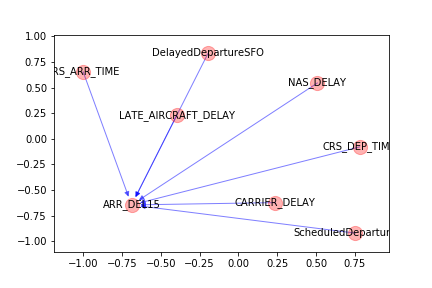 1.00
DelayedDepartureSFO
0.75
RS_ARR_TIME
NAS_DELAY
0.50
0.25
LATE_AIRCRAFT_DELAY
0.00
CRS_DEP_TIM
−0.25
−0.50
ARR_DEL15
CARRIER_DELAY
−0.75
ScheduledDepartur
−1.00
−1.00 −0.75 −0.50 −0.25 0.00 0.25 0.50 0.75